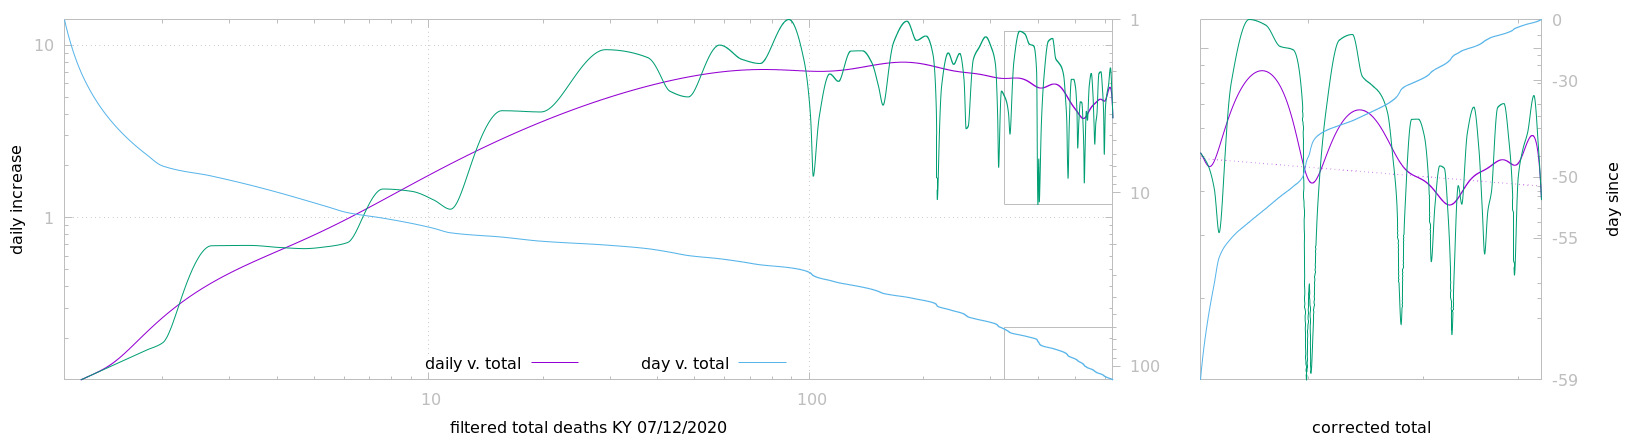 10
1
daily increase
1
10
100
daily v. total
day v. total
10
100
filtered total deaths KY 07/12/2020
0
-30
-50
-55
-59
day since
corrected total